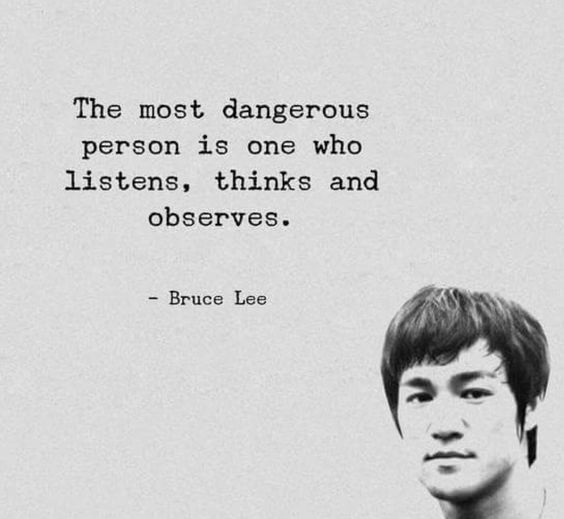 The most dangerous
person is one who
listens, thinks and
observes.
– Bruce Lee